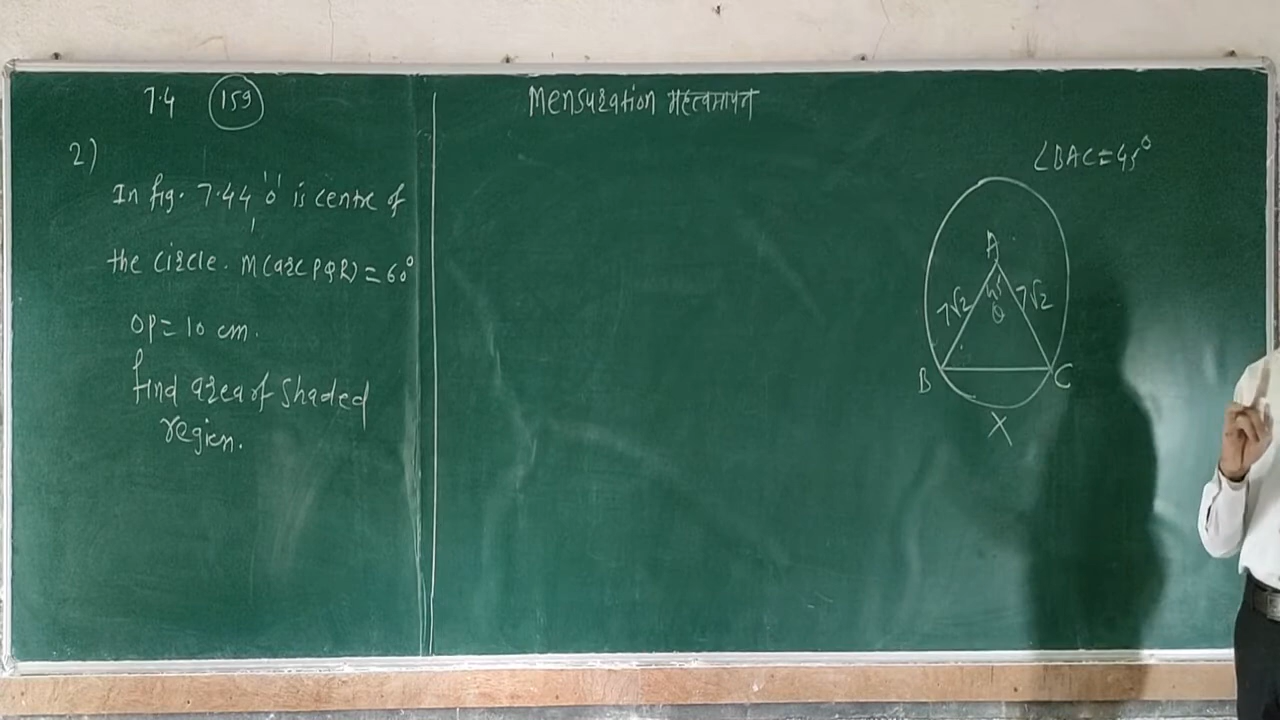 7.4 159
Mensuration महत्वमापन
2)
In fig. 7.44 'o' is centre of
the circle. m(arc PQR) = 60°
OP = 10 cm.
find area of shaded
region.
∠BAC = 45°
A
7√2 45° 7√2
θ
B C
X